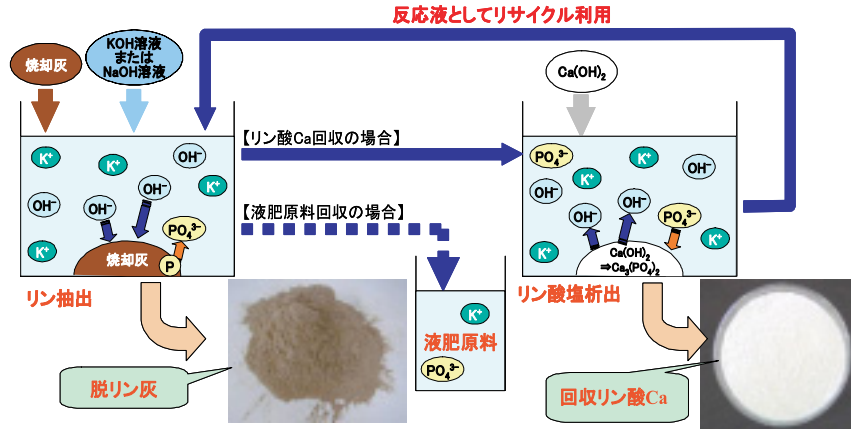 反応液としてリサイクル利用
焼却灰
KOH溶液
または
NaOH溶液
Ca(OH)₂
【リン酸Ca回収の場合】
【液肥原料回収の場合】
K⁺
K⁺
OH⁻
K⁺
OH⁻
OH⁻
OH⁻
PO₄³⁻
K⁺
焼却灰
P
リン抽出
脱リン灰
K⁺
液肥原料
PO₄³⁻
PO₄³⁻
K⁺
OH⁻
K⁺
OH⁻
OH⁻
PO₄³⁻
K⁺
K⁺
Ca(OH)₂
⇒Ca₃(PO₄)₂
リン酸塩析出
回収リン酸Ca